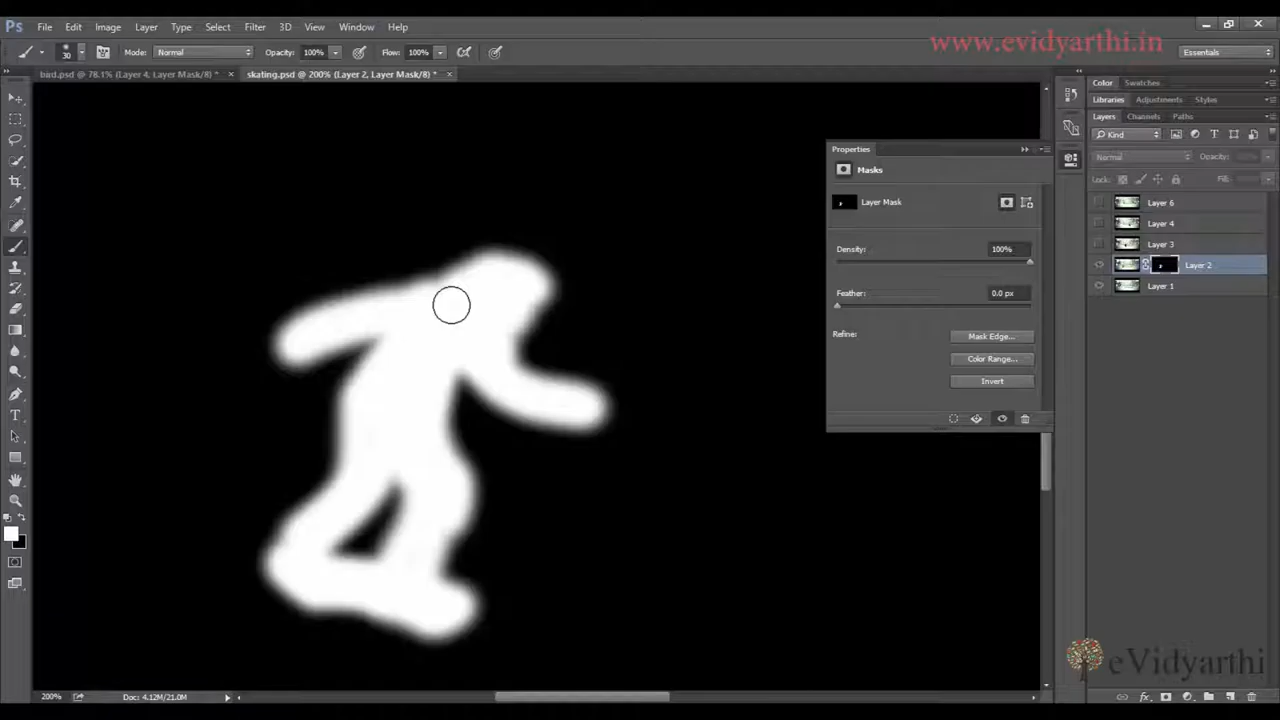 Ps File Edit Image Layer Type Select Filter 3D View Window Help
www.evidyarthi.in
30 Mode: Normal Opacity: 100% Flow: 100% Essentials
bird.psd @ 78.1% (Layer 4, Layer Mask/8) * × skating.psd @ 200% (Layer 2, Layer Mask/8) * ×
Color Swatches
Libraries Adjustments Styles
Layers Channels Paths
Kind
Normal Opacity:
Lock: Fill:
Layer 6
Layer 4
Layer 3
Layer 2
Layer 1
Properties
Masks
Layer Mask
Density: 100%
Feather: 0.0 px
Refine: Mask Edge...
Color Range...
Invert
eVidyarthi
200% Doc: 4.12M/21.0M